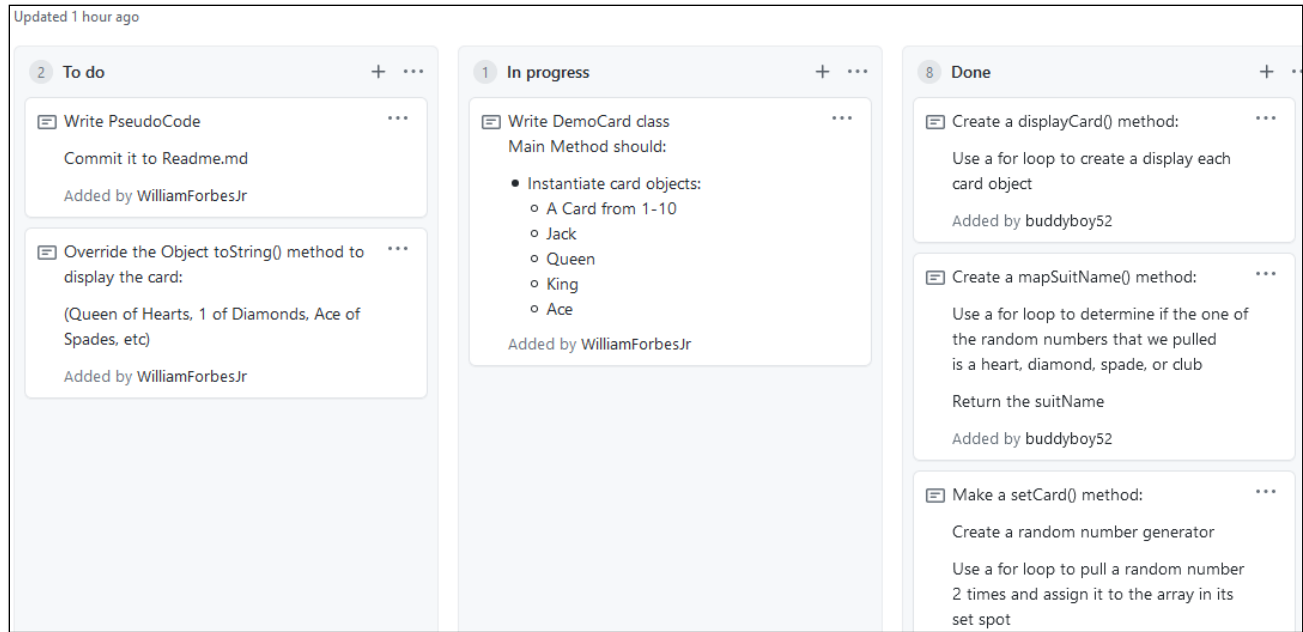 Updated 1 hour ago
2 To do
Write PseudoCode
Commit it to Readme.md
Added by WilliamForbesJr
Override the Object toString() method to
display the card:
(Queen of Hearts, 1 of Diamonds, Ace of
Spades, etc)
Added by WilliamForbesJr
1 In progress
Write DemoCard class
Main Method should:
• Instantiate card objects:
◦ A Card from 1-10
◦ Jack
◦ Queen
◦ King
◦ Ace
Added by WilliamForbesJr
8 Done
Create a displayCard() method:
Use a for loop to create a display each
card object
Added by buddyboy52
Create a mapSuitName() method:
Use a for loop to determine if the one of
the random numbers that we pulled
is a heart, diamond, spade, or club
Return the suitName
Added by buddyboy52
Make a setCard() method:
Create a random number generator
Use a for loop to pull a random number
2 times and assign it to the array in its
set spot